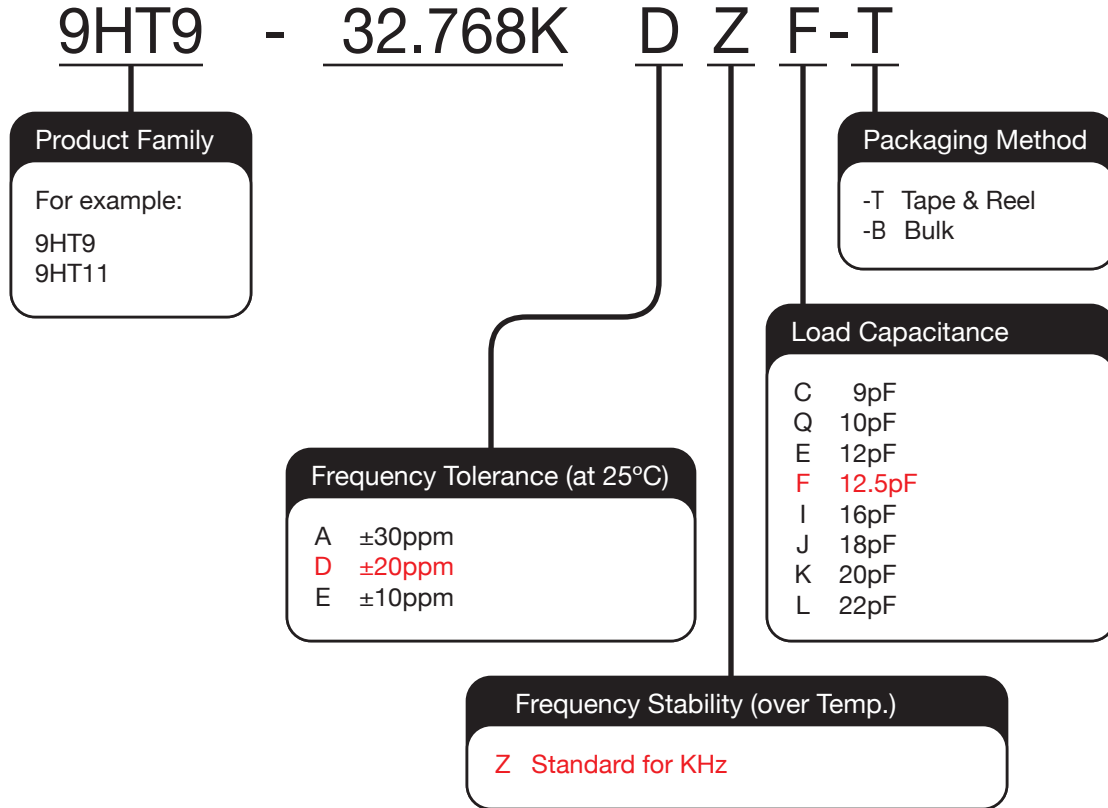 9HT9 - 32.768K D Z F-T
Product Family
For example:
9HT9
9HT11
Packaging Method
-T Tape & Reel
-B Bulk
Load Capacitance
C 9pF
Q 10pF
E 12pF
F 12.5pF
I 16pF
J 18pF
K 20pF
L 22pF
Frequency Tolerance (at 25ºC)
A ±30ppm
D ±20ppm
E ±10ppm
Frequency Stability (over Temp.)
Z Standard for KHz